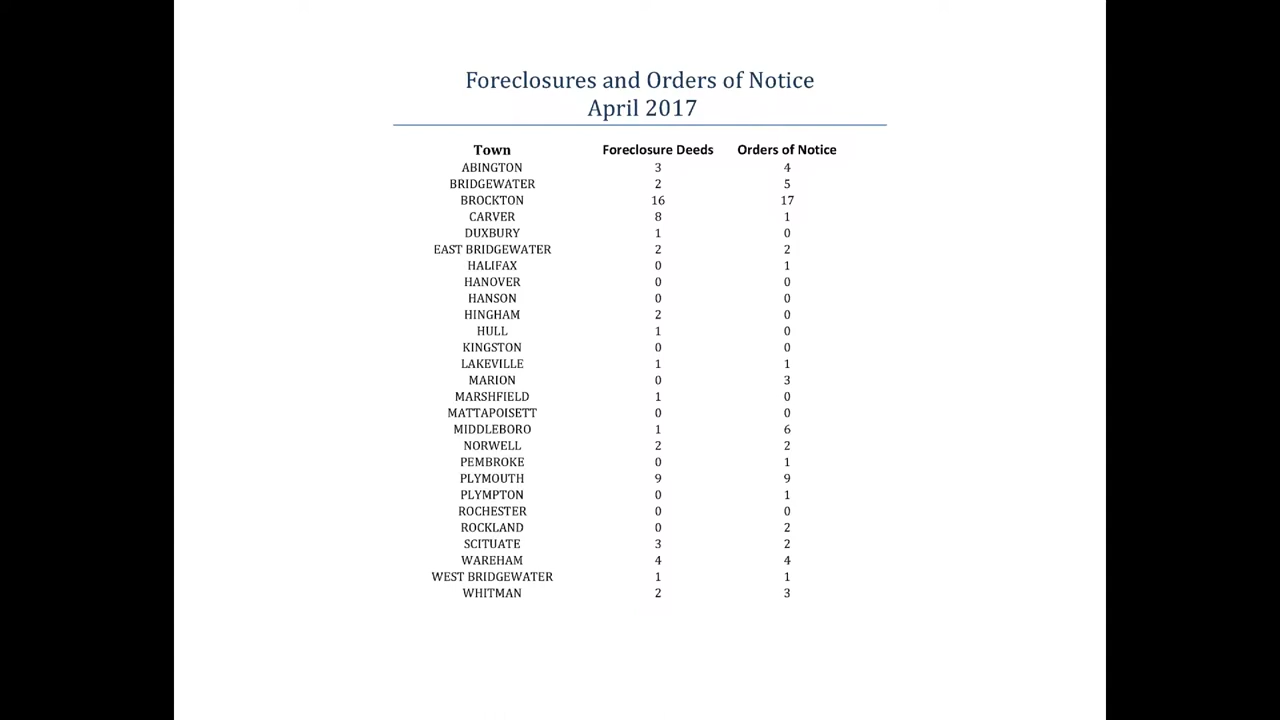 Foreclosures and Orders of Notice
April 2017
Town Foreclosure Deeds Orders of Notice
ABINGTON 3 4
BRIDGEWATER 2 5
BROCKTON 16 17
CARVER 8 1
DUXBURY 1 0
EAST BRIDGEWATER 2 2
HALIFAX 0 1
HANOVER 0 0
HANSON 0 0
HINGHAM 2 0
HULL 1 0
KINGSTON 0 0
LAKEVILLE 1 1
MARION 0 3
MARSHFIELD 1 0
MATTAPOISETT 0 0
MIDDLEBORO 1 6
NORWELL 2 2
PEMBROKE 0 1
PLYMOUTH 9 9
PLYMPTON 0 1
ROCHESTER 0 0
ROCKLAND 0 2
SCITUATE 3 2
WAREHAM 4 4
WEST BRIDGEWATER 1 1
WHITMAN 2 3